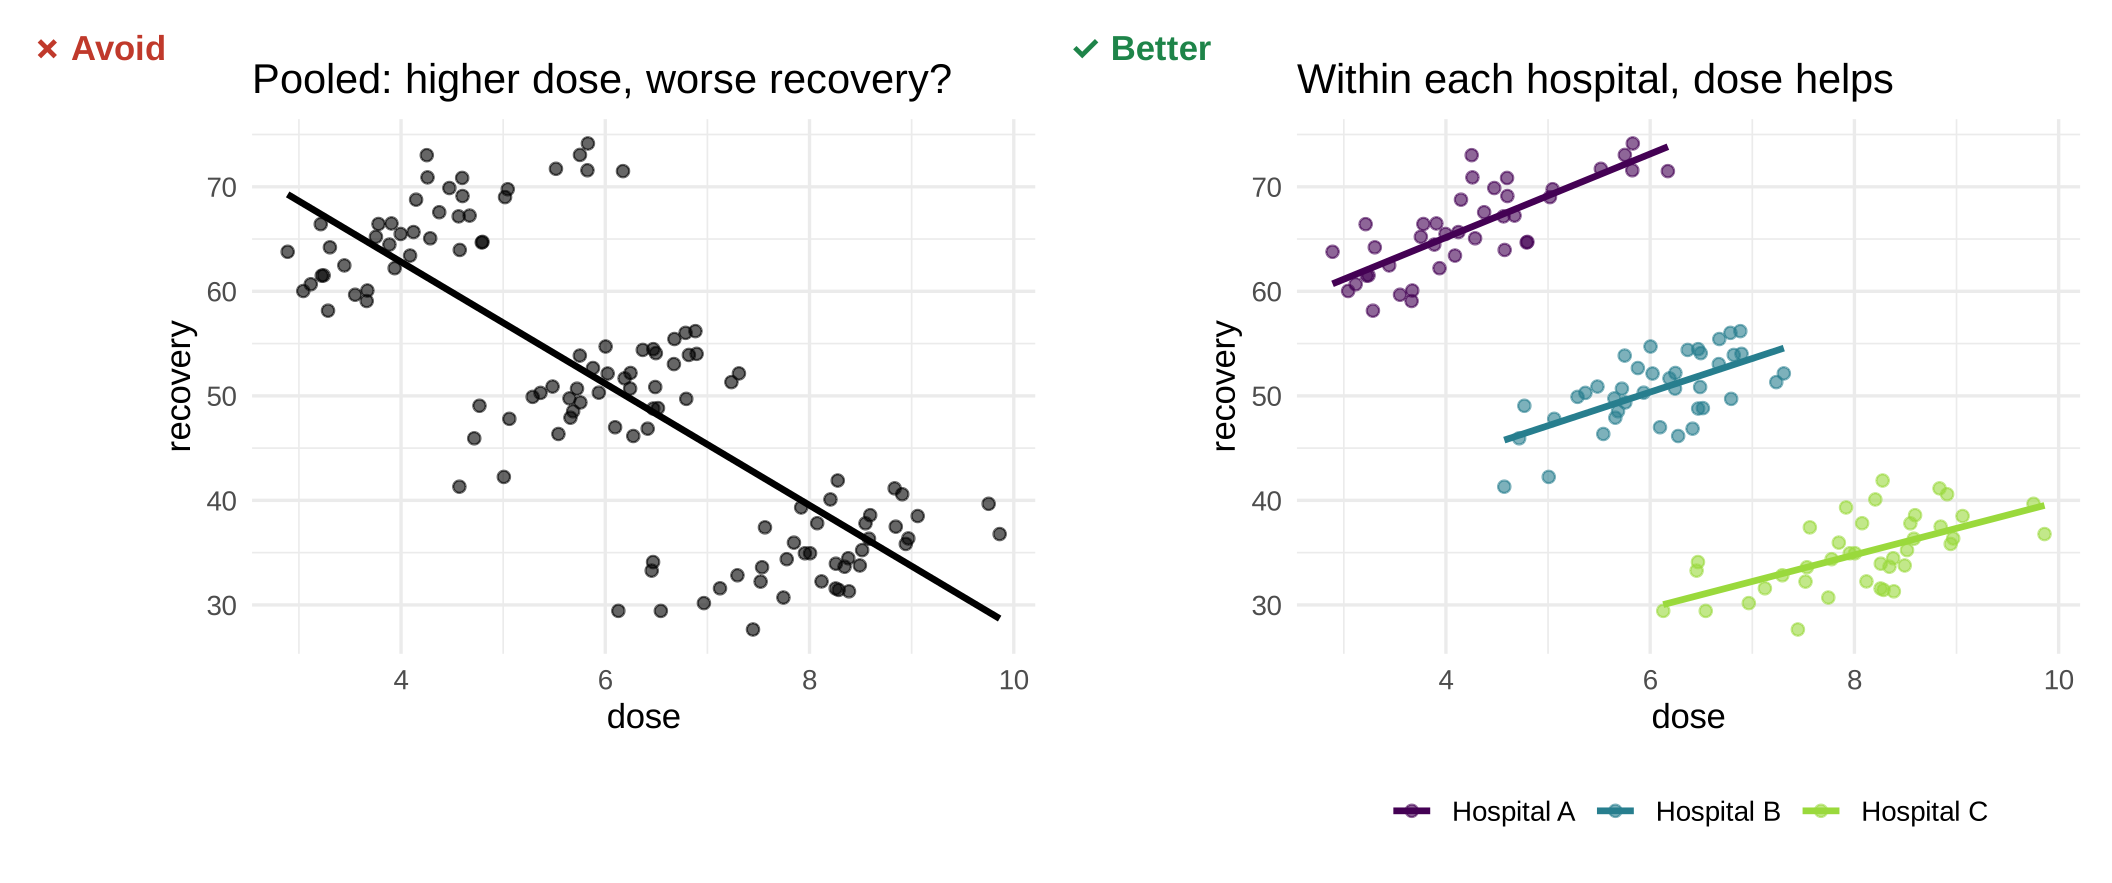 ✖ Avoid
Pooled: higher dose, worse recovery?
70
60
50
40
30
recovery
4 6 8 10
dose
✔ Better
Within each hospital, dose helps
70
60
50
40
30
recovery
4 6 8 10
dose
Hospital A Hospital B Hospital C